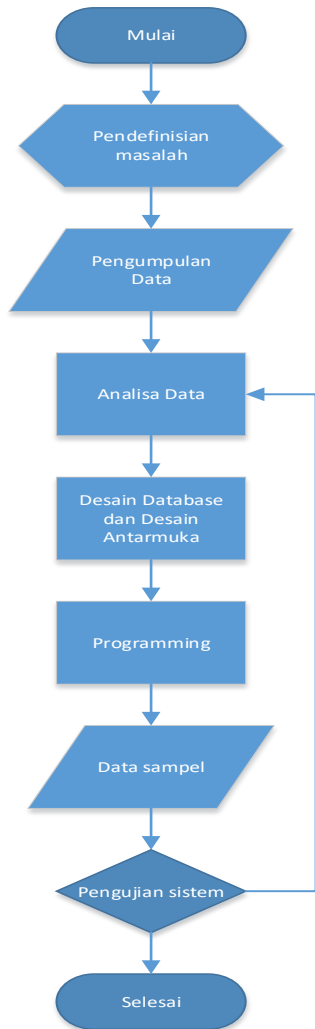 Mulai
Pendefinisian
masalah
Pengumpulan
Data
Analisa Data
Desain Database
dan Desain
Antarmuka
Programming
Data sampel
Pengujian sistem
Selesai